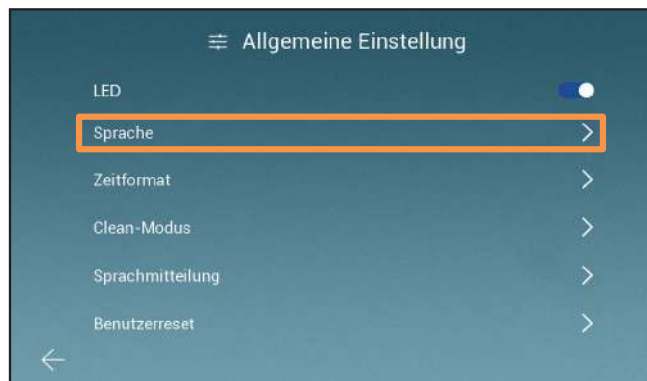 Allgemeine Einstellung
LED
Sprache
Zeitformat
Clean-Modus
Sprachmitteilung
Benutzerreset